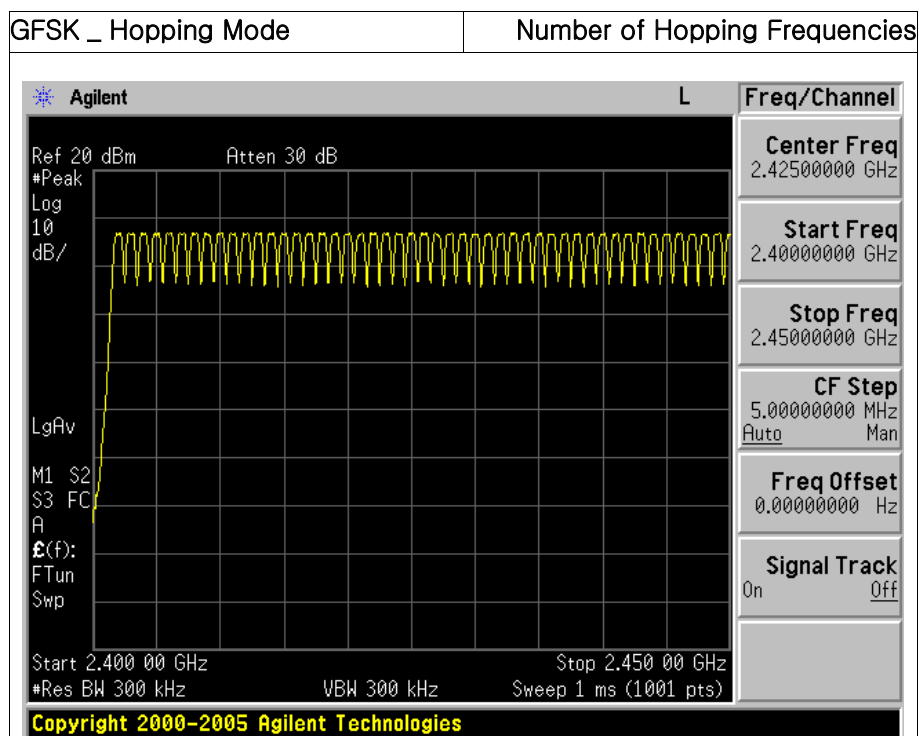 GFSK _ Hopping Mode
Number of Hopping Frequencies
Agilent
L
Freq/Channel
Ref 20 dBm
Atten 30 dB
#Peak
Log
10
dB/
LgAv
M1 S2
S3 FC
A
£(f):
FTun
Swp
Start 2.400 00 GHz
Stop 2.450 00 GHz
#Res BW 300 kHz
VBW 300 kHz
Sweep 1 ms (1001 pts)
Center Freq
2.42500000 GHz
Start Freq
2.40000000 GHz
Stop Freq
2.45000000 GHz
CF Step
5.00000000 MHz
Auto Man
Freq Offset
0.00000000 Hz
Signal Track
On Off
Copyright 2000-2005 Agilent Technologies